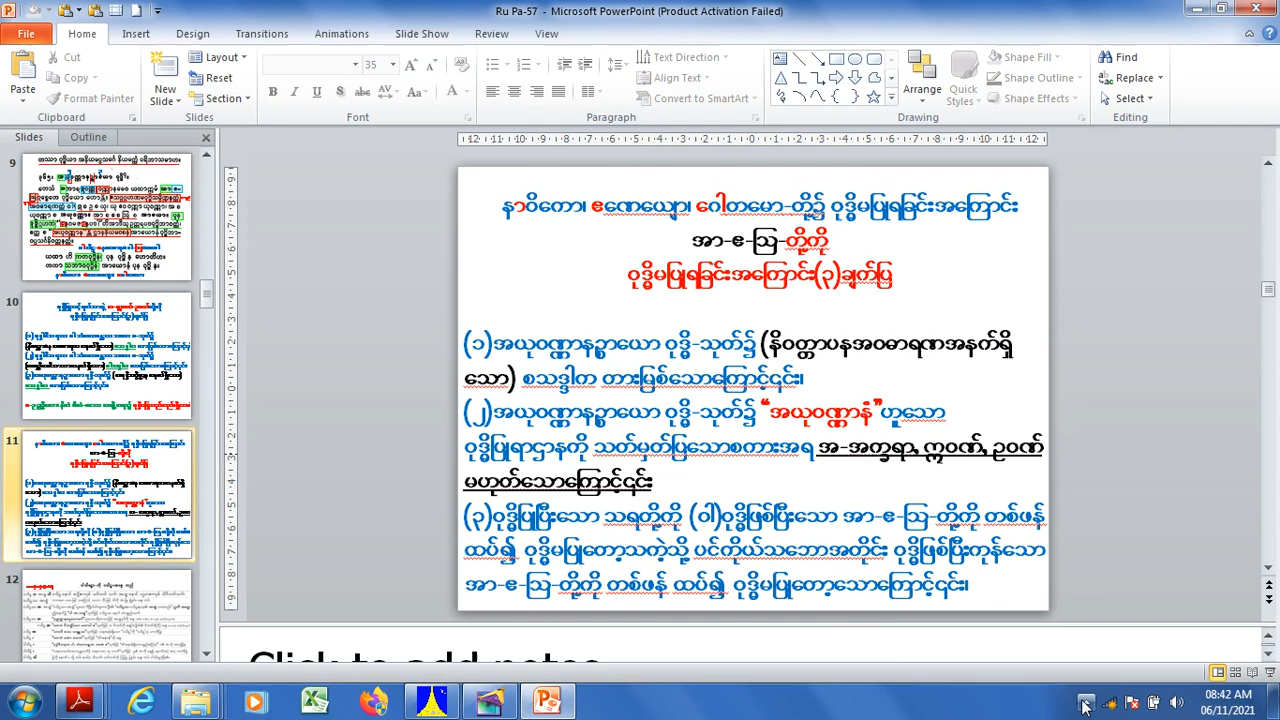 Ru Pa-57 - Microsoft PowerPoint (Product Activation Failed)
File Home Insert Design Transitions Animations Slide Show Review View
Cut
Copy
Format Painter
Paste
Clipboard
New
Slide
Layout
Reset
Section
Slides
35
Font
Text Direction
Align Text
Convert to SmartArt
Paragraph
Arrange
Quick
Styles
Shape Fill
Shape Outline
Shape Effects
Drawing
Find
Replace
Select
Editing
Slides Outline
9
10
11
12
နာဝိကော၊ ဧဏေယျော၊ ဂေါတမော-တို့၌ ဝုဒ္ဓိမပြုရခြင်းအကြောင်း
အာ-ဧ-ဩ-တို့ကို
ဝုဒ္ဓိမပြုရခြင်းအကြောင်း(၃)ချက်ပြ
(၁)အယုဝဏ္ဏာနဉ္စာယော ဝုဒ္ဓိ-သုတ်၌ (နိဝတ္တာပနအဝဓာရဏအနက်ရှိ
သော) စသဒ္ဒါက တားမြစ်သောကြောင့်၎င်း၊
(၂)အယုဝဏ္ဏာနဉ္စာယော ဝုဒ္ဓိ-သုတ်၌ “အယုဝဏ္ဏာနံ”ဟူသော
ဝုဒ္ဓိပြုရာဌာနကို သတ်မှတ်ပြသောစကားအရ အ-အက္ခရာ, ဣဝဏ်, ဥဝဏ်
မဟုတ်သောကြောင့်၎င်း
(၃)ဝုဒ္ဓိပြုပြီးသော သရတို့ကို (ဝါ)ဝုဒ္ဓိဖြစ်ပြီးသော အာ-ဧ-ဩ-တို့ကို တစ်ဖန်
ထပ်၍ ဝုဒ္ဓိမပြုတော့သကဲ့သို့ ပင်ကိုယ်သဘောအတိုင်း ဝုဒ္ဓိဖြစ်ပြီးကုန်သော
အာ-ဧ-ဩ-တို့ကို တစ်ဖန် ထပ်၍ ဝုဒ္ဓိမပြုတော့သောကြောင့်၎င်း၊
Click to add notes
08:42 AM
06/11/2021